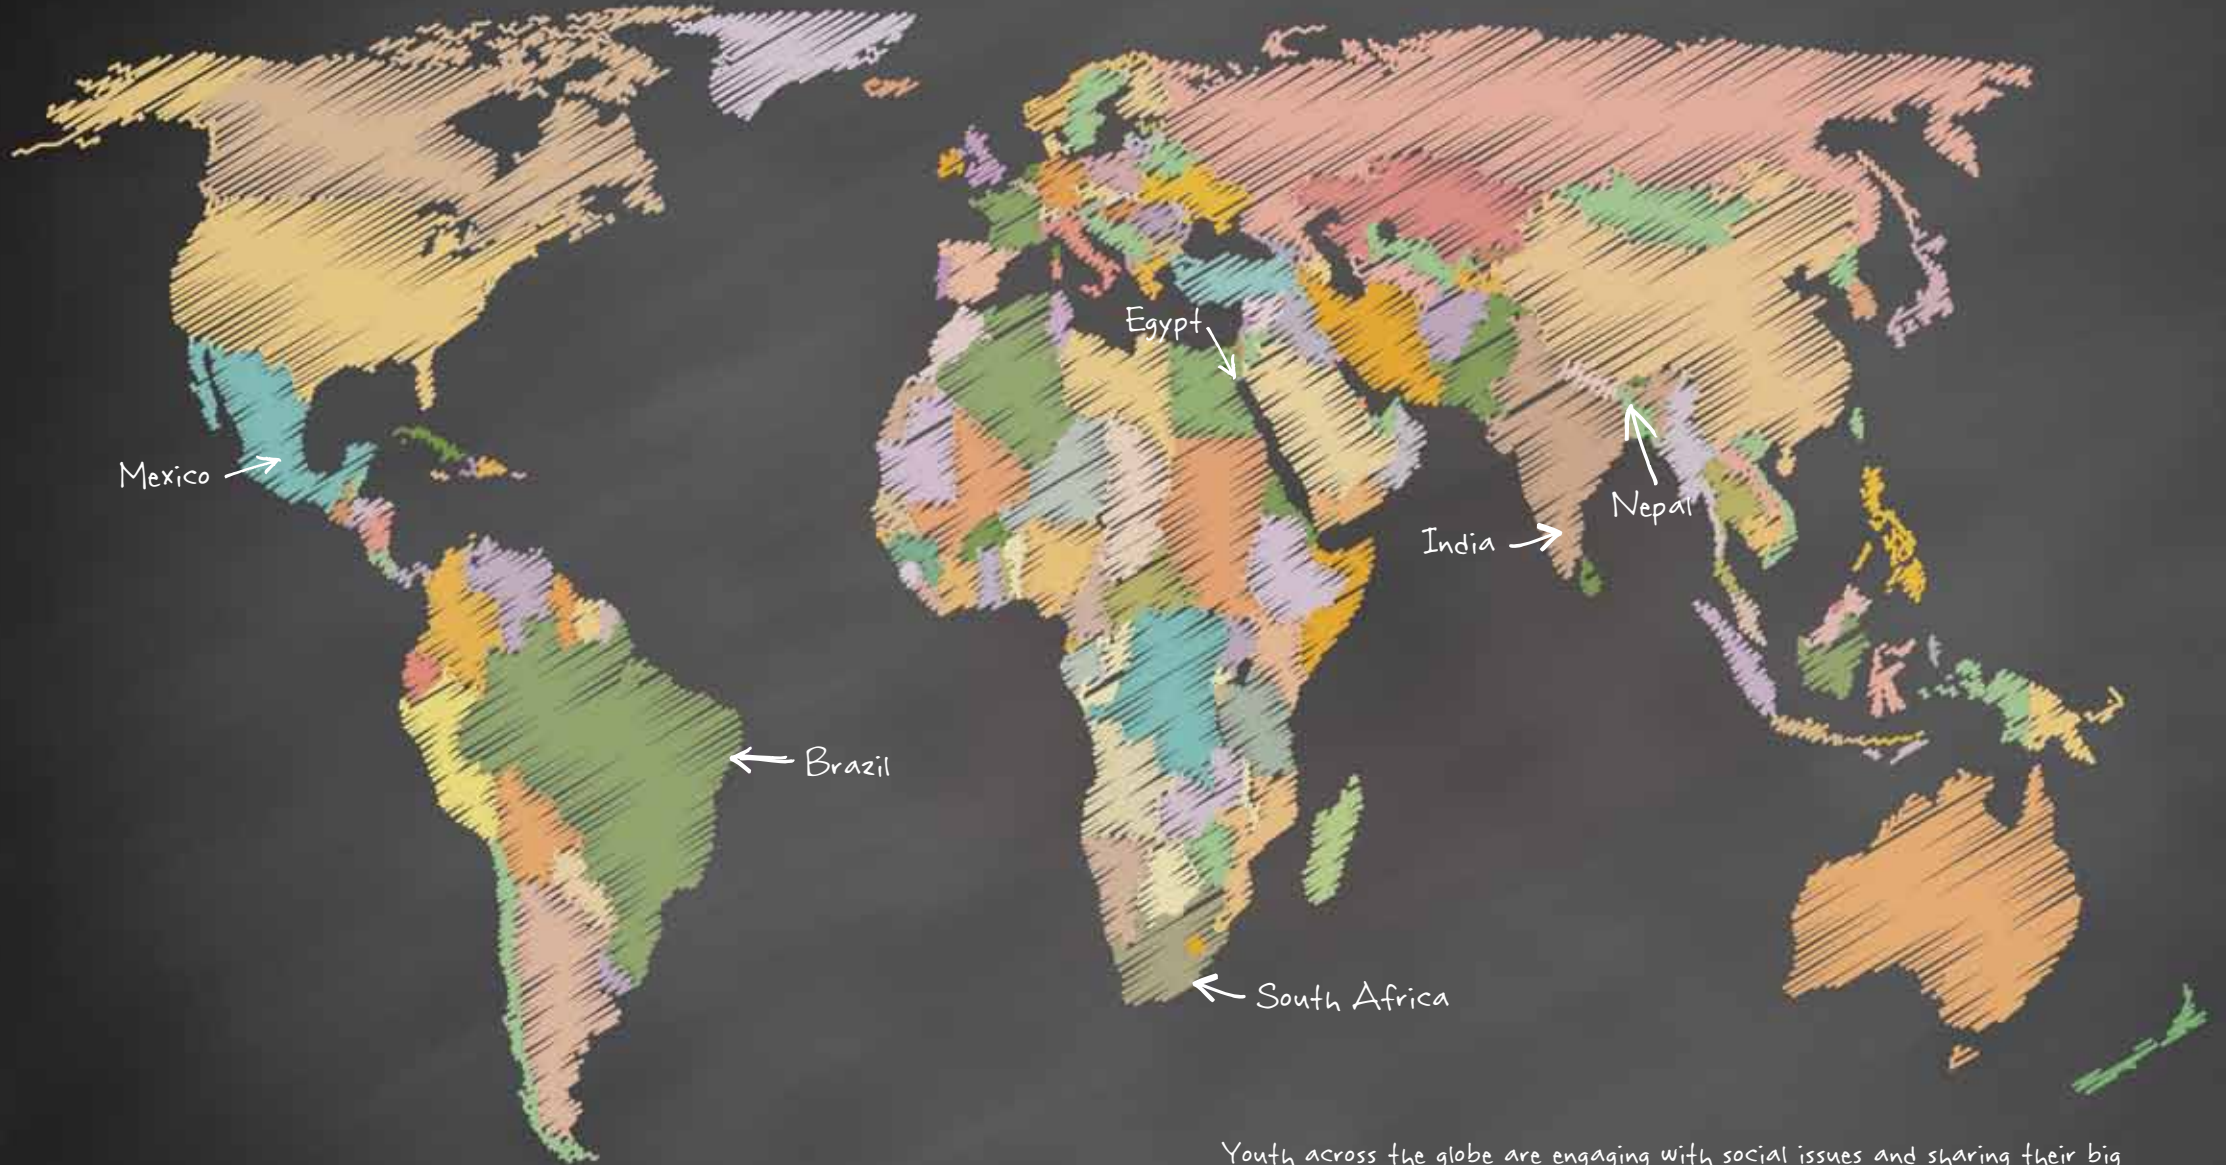 Egypt
Mexico
Nepal
India
Brazil
South Africa
Youth across the globe are engaging with social issues and sharing their big